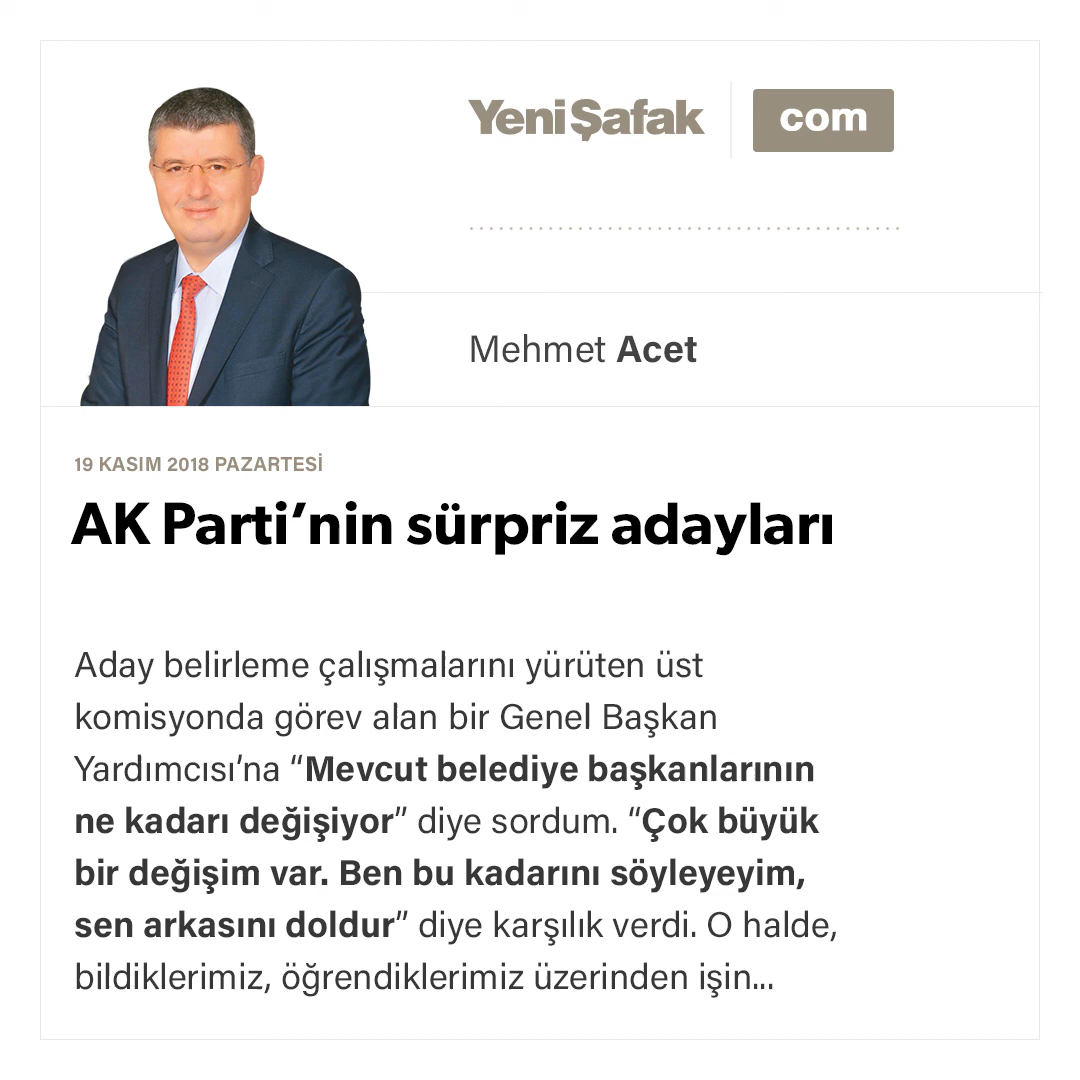 YeniŞafak com
Mehmet Acet
19 KASIM 2018 PAZARTESİ
AK Parti’nin sürpriz adayları
Aday belirleme çalışmalarını yürüten üst
komisyonda görev alan bir Genel Başkan
Yardımcısı’na “Mevcut belediye başkanlarının
ne kadarı değişiyor” diye sordum. “Çok büyük
bir değişim var. Ben bu kadarını söyleyeyim,
sen arkasını doldur” diye karşılık verdi. O halde,
bildiklerimiz, öğrendiklerimiz üzerinden işin...